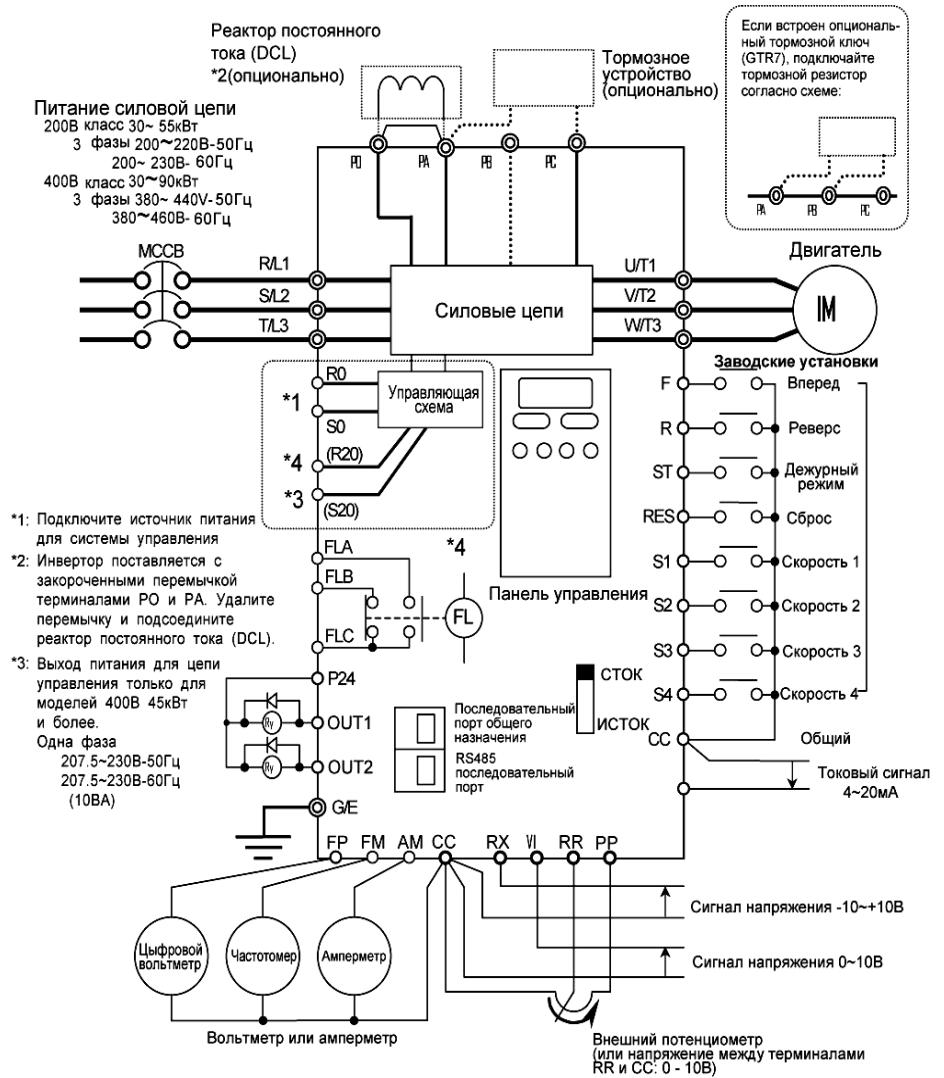 Реактор постоянного
тока (DCL)
*2(опционально)
Тормозное
устройство
(опционально)
Если встроен опциональ-
ный тормозной ключ
(GTR7), подключайте
тормозной резистор
согласно схеме:
PA
PB
PC
Питание силовой цепи
200В класс 30~ 55кВт
3 фазы 200~220В-50Гц
200~ 230В- 60Гц
400В класс 30~90кВт
3 фазы 380~ 440V- 50Гц
380~460В- 60Гц
PO
PA
PB
PC
MCCB
R/L1
S/L2
T/L3
Силовые цепи
U/T1
V/T2
W/T3
Двигатель
IM
R0
*1
S0
Управляющая
схема
*4
(R20)
*3
(S20)
Заводские установки
F
Вперед
R
Реверс
ST
Дежурный
режим
RES
Сброс
S1
Скорость 1
S2
Скорость 2
S3
Скорость 3
S4
Скорость 4
CC
Общий
Токовый сигнал
4~20мА
Панель управления
*1: Подключите источник питания
для системы управления
*2: Инвертор поставляется с
закороченными перемычкой
терминалами PO и PA. Удалите
перемычку и подсоедините
реактор постоянного тока (DCL).
*3: Выход питания для цепи
управления только для
моделей 400В 45кВт
и более.
Одна фаза
207.5~230В-50Гц
207.5~230В-60Гц
(10ВА)
FLA
*4
FLB
FL
FLC
P24
Ry
OUT1
Ry
OUT2
G/E
СТОК
ИСТОК
Последовательный
порт общего
назначения
RS485
последовательный
порт
FP
FM
AM
CC
RX
VI
RR
PP
Цыфровой
вольтметр
Частотомер
Амперметр
Вольтметр или амперметр
Сигнал напряжения -10~+10В
Сигнал напряжения 0~10В
Внешний потенциометр
(или напряжение между терминалами
RR и CC: 0 - 10В)